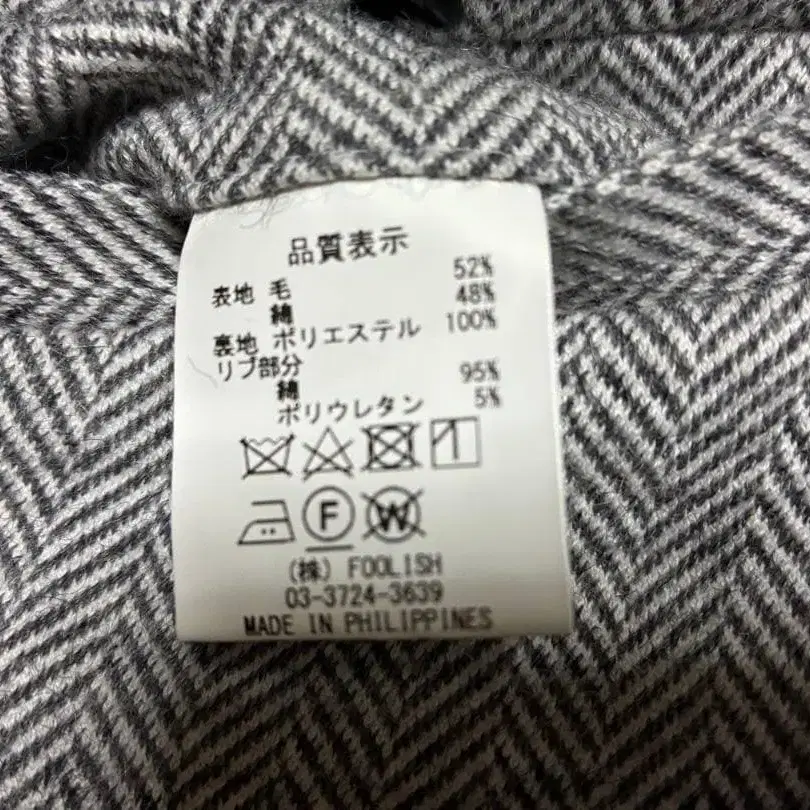 品質表示
表地 毛 52%
綿 48%
裏地 ポリエステル 100%
リブ部分
綿 95%
ポリウレタン 5%
F W
(株) FOOLISH
03-3724-3639
MADE IN PHILIPPINES